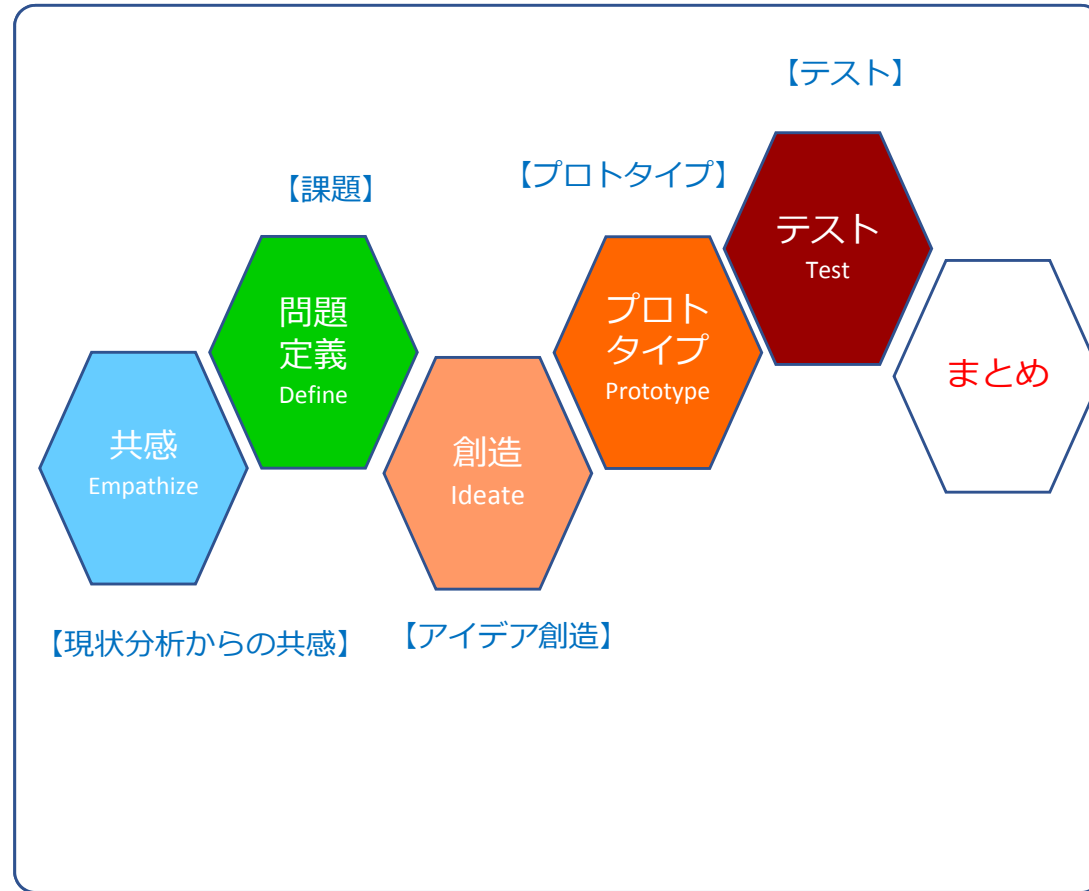 【現状分析からの共感】
共感
Empathize
【課題】
問題
定義
Define
創造
Ideate
【アイデア創造】
【プロトタイプ】
プロト
タイプ
Prototype
【テスト】
テスト
Test
まとめ